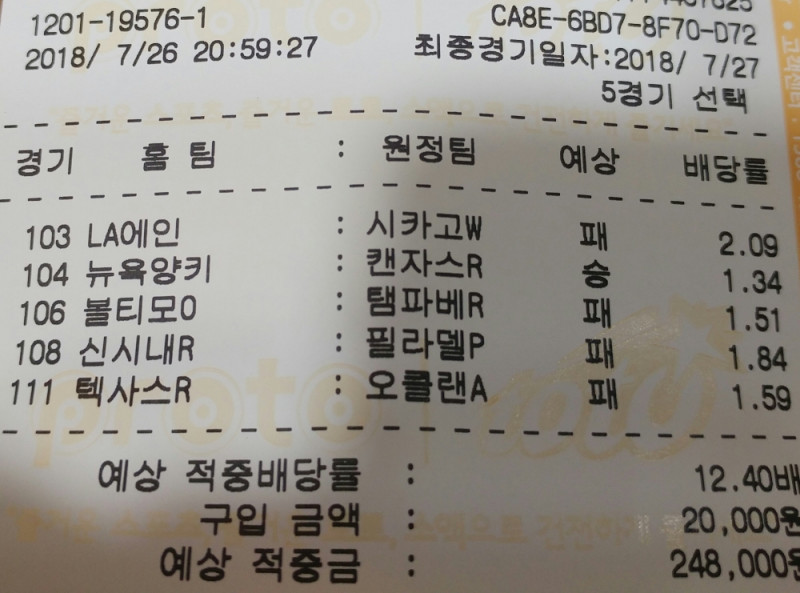 1201-19576-1
CA8E-6BD7-8F70-D72
2018/ 7/26 20:59:27
최종경기일자:2018/ 7/27
5경기 선택
경기 홈 팀 : 원정팀 예상 배당률
103 LA에인 : 시카고W 패 2.09
104 뉴욕양키 : 캔자스R 승 1.34
106 볼티모O : 탬파베R 패 1.51
108 신시내R : 필라델P 패 1.84
111 텍사스R : 오클랜A 패 1.59
예상 적중배당률 : 12.40배
구입 금액 : 20,000원
예상 적중금 : 248,000원
proto